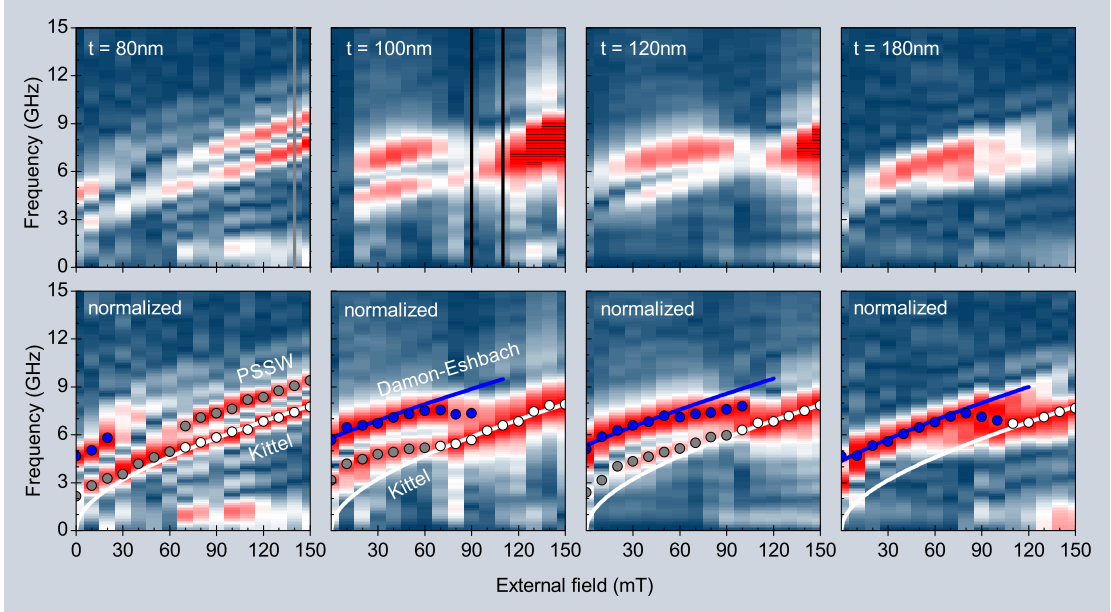 15
12
9
6
3
0
Frequency (GHz)
t = 80nm
t = 100nm
t = 120nm
t = 180nm
15
12
9
6
3
0
Frequency (GHz)
normalized
PSSW
Kittel
normalized
Damon-Eshbach
Kittel
normalized
normalized
0 30 60 90 120 150
30 60 90 120 150
30 60 90 120 150
30 60 90 120 150
External field (mT)